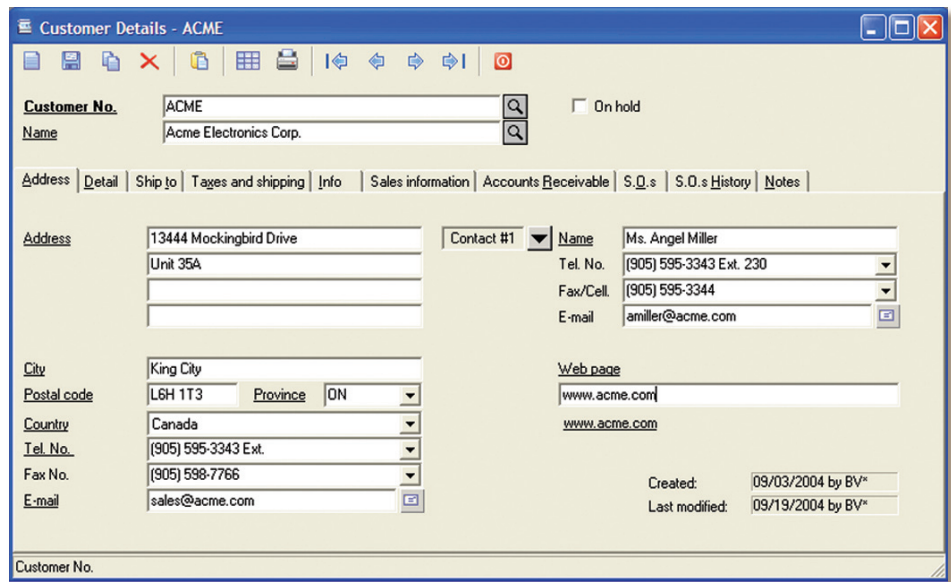 Customer Details - ACME
Customer No. ACME On hold
Name Acme Electronics Corp.
Address Detail Ship to Taxes and shipping Info Sales information Accounts Receivable S.O.s S.O.s History Notes
Address 13444 Mockingbird Drive Contact #1 Name Ms. Angel Miller
Unit 35A Tel. No. (905) 595-3343 Ext. 230
Fax/Cell. (905) 595-3344
E-mail amiller@acme.com
City King City Web page
Postal code L6H 1T3 Province ON www.acme.com
Country Canada www.acme.com
Tel. No. (905) 595-3343 Ext.
Fax No. (905) 598-7766 Created: 09/03/2004 by BV*
E-mail sales@acme.com Last modified: 09/19/2004 by BV*
Customer No.